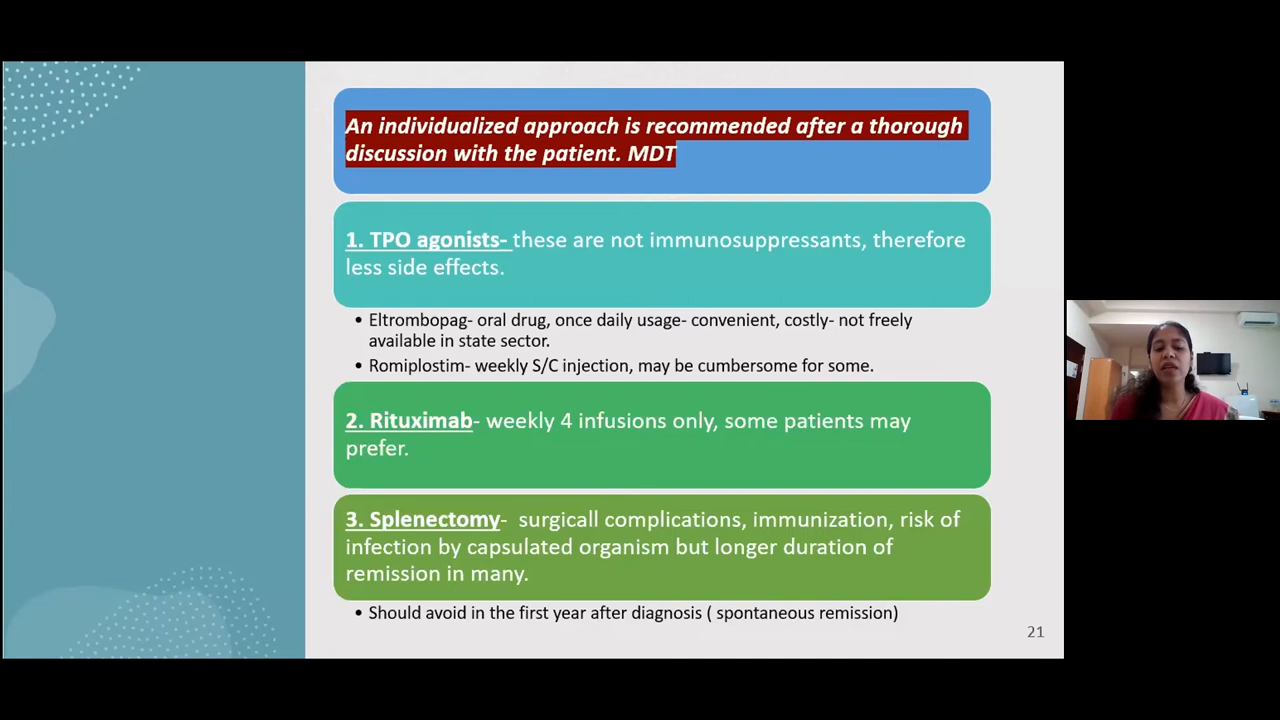 An individualized approach is recommended after a thorough
discussion with the patient. MDT
1. TPO agonists- these are not immunosuppressants, therefore
less side effects.
• Eltrombopag- oral drug, once daily usage- convenient, costly- not freely
available in state sector.
• Romiplostim- weekly S/C injection, may be cumbersome for some.
2. Rituximab- weekly 4 infusions only, some patients may
prefer.
3. Splenectomy- surgicall complications, immunization, risk of
infection by capsulated organism but longer duration of
remission in many.
• Should avoid in the first year after diagnosis ( spontaneous remission)
21